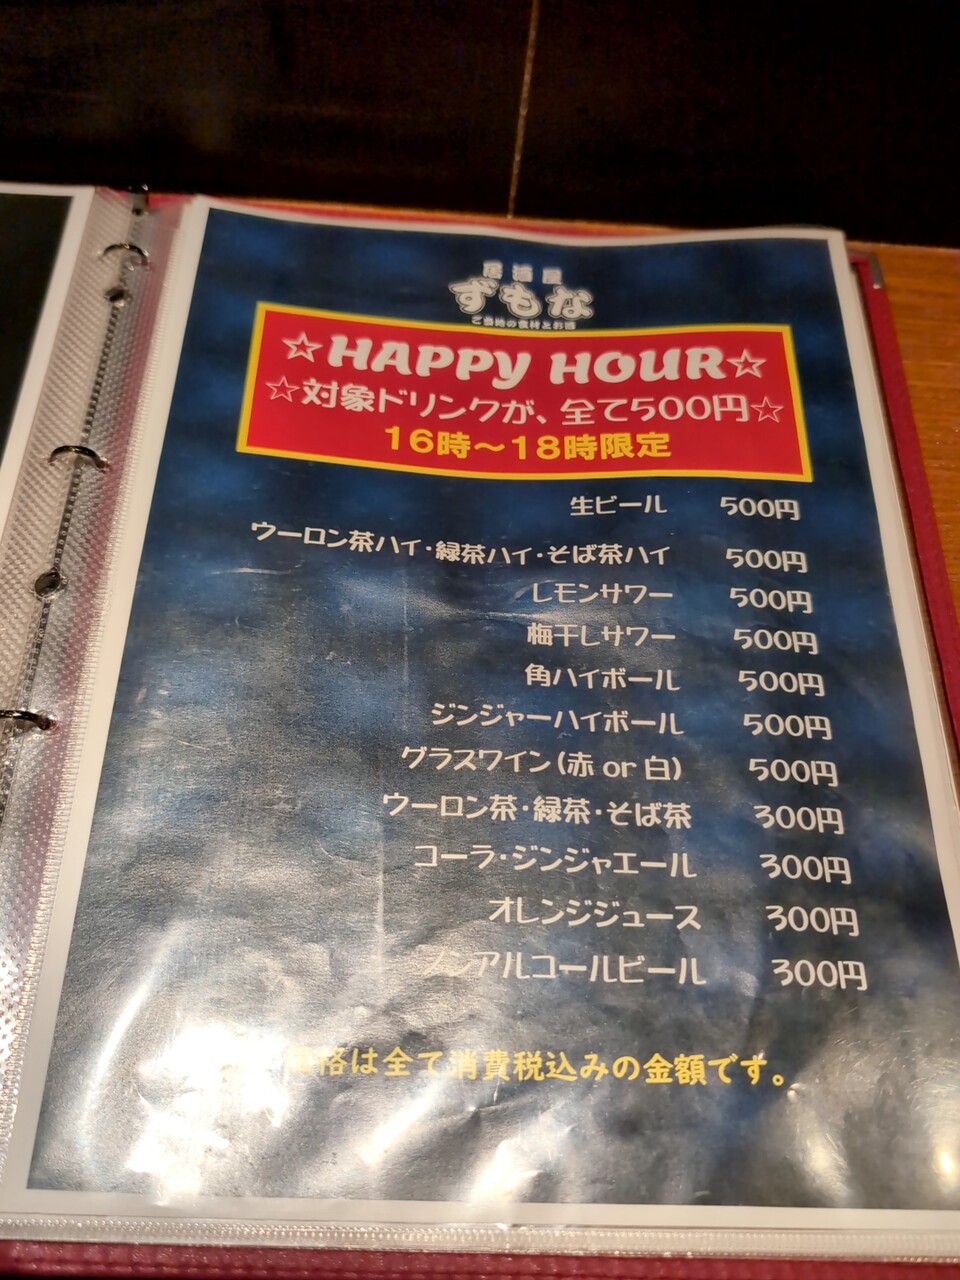 居酒屋
ずもな
ご当地の食材とお酒
☆HAPPY HOUR☆
☆対象ドリンクが、全て500円☆
16時～18時限定
生ビール 500円
ウーロン茶ハイ・緑茶ハイ・そば茶ハイ 500円
レモンサワー 500円
梅干しサワー 500円
角ハイボール 500円
ジンジャーハイボール 500円
グラスワイン(赤 or 白) 500円
ウーロン茶・緑茶・そば茶 300円
コーラ・ジンジャエール 300円
オレンジジュース 300円
ノンアルコールビール 300円
価格は全て消費税込みの金額です。